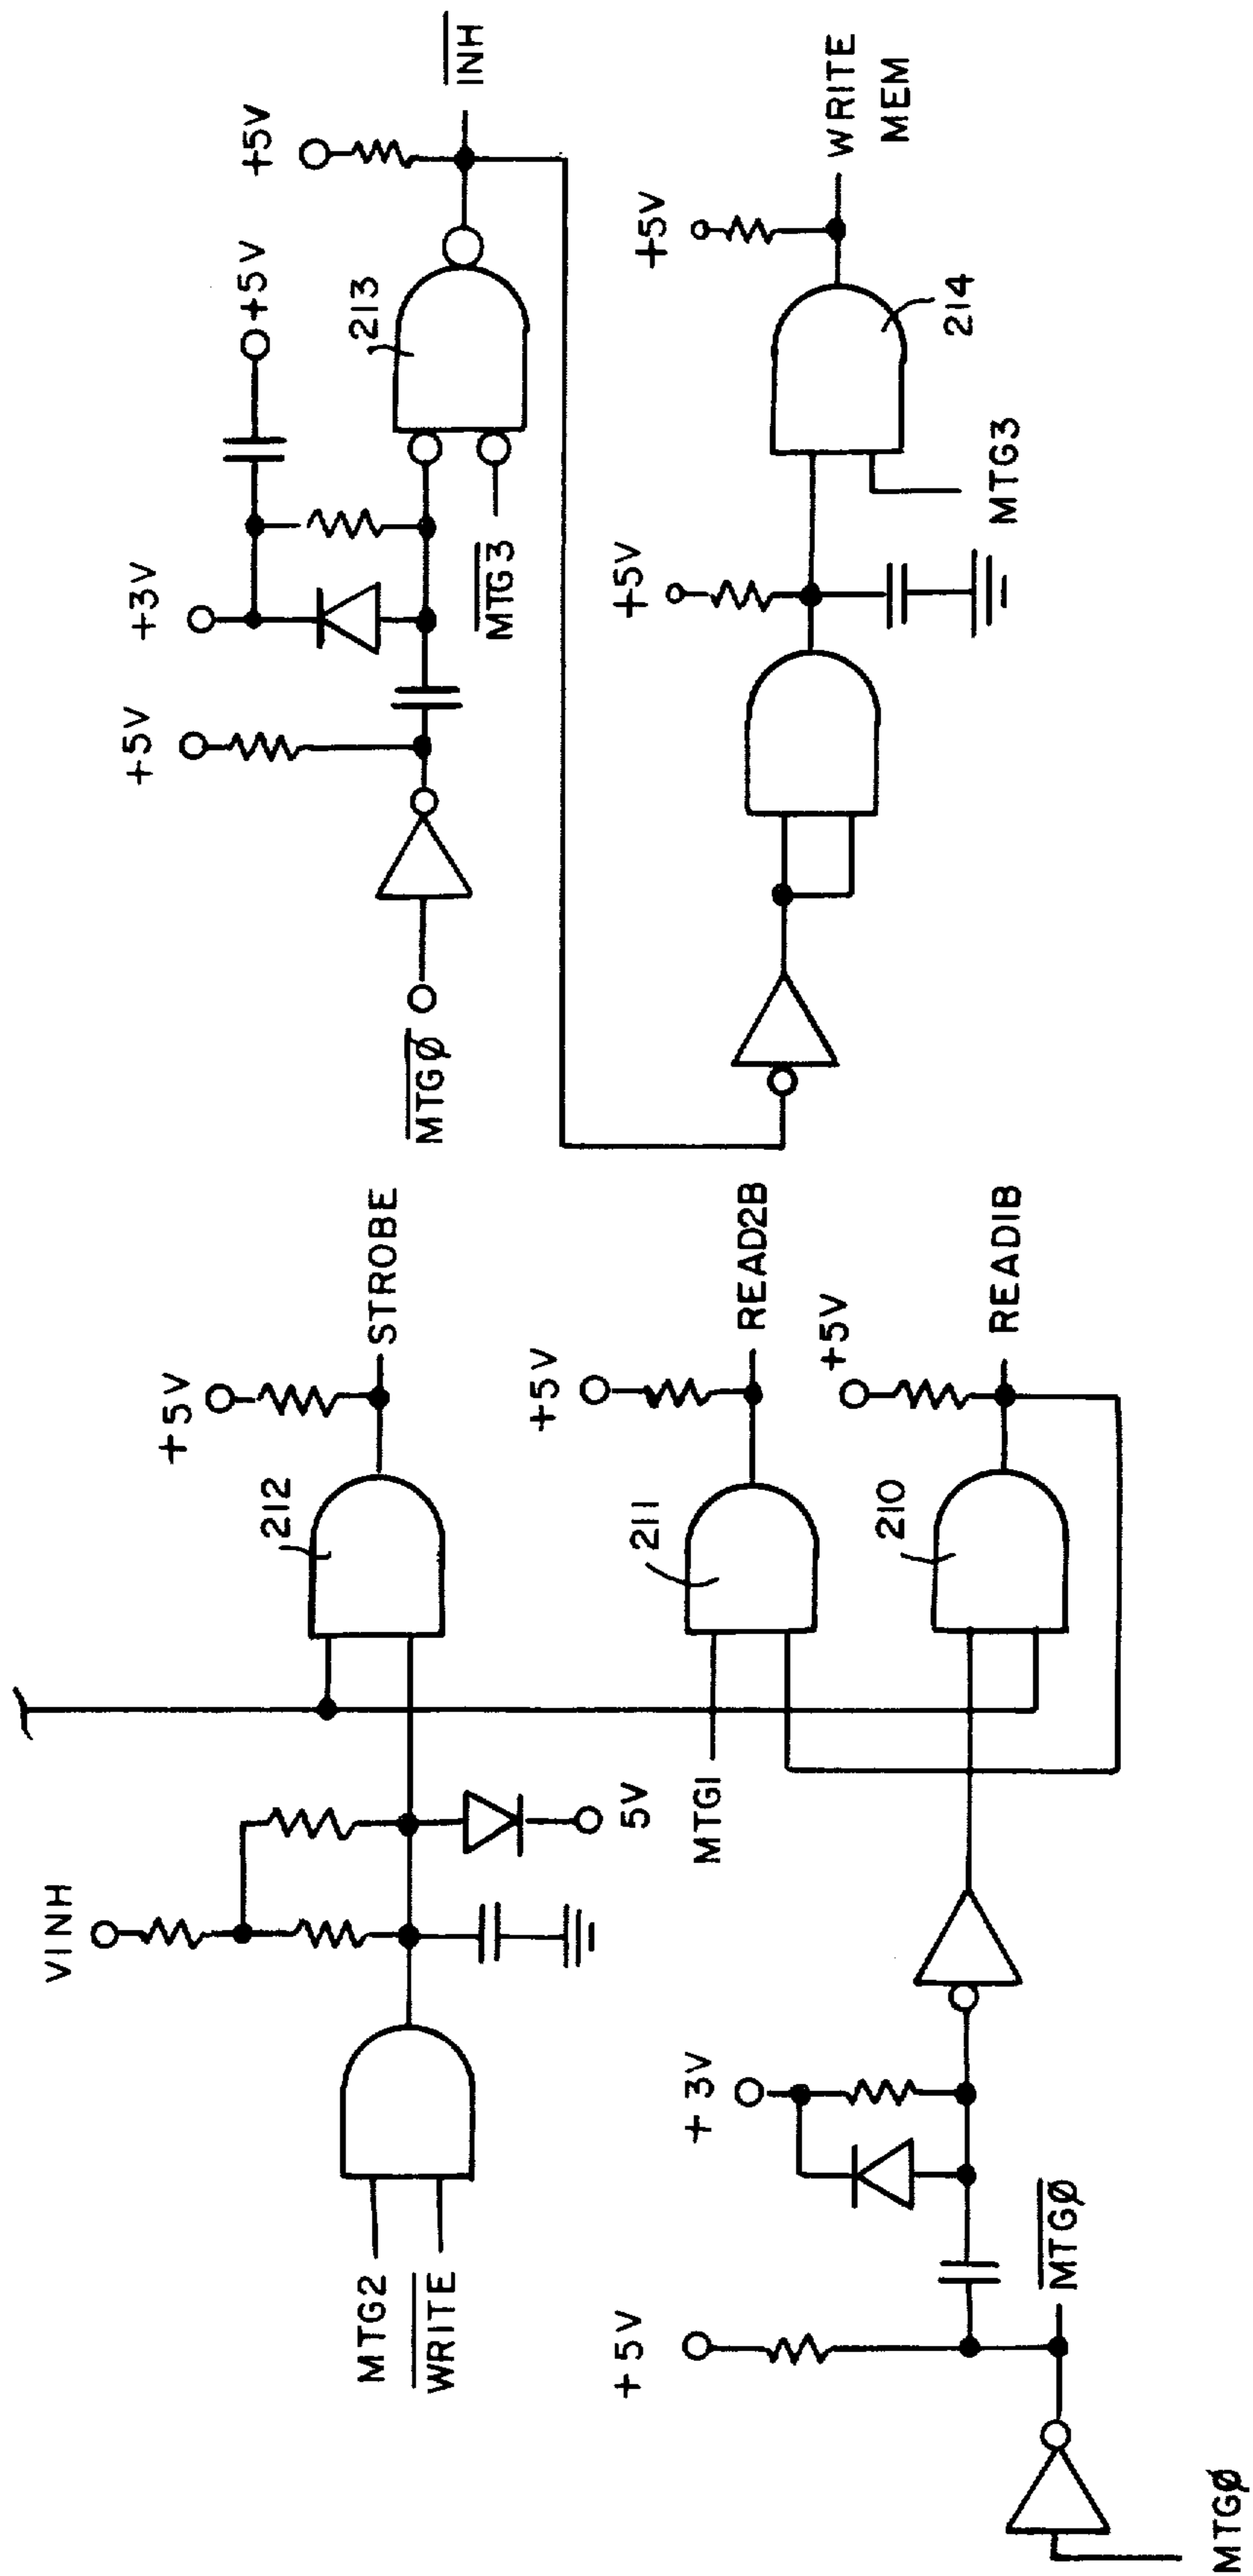 +5V
+5V
INH
+3V
+5V
213
MTG3
MTGØ
+5V
WRITE
MEM
+5V
214
MTG3
VINH
+5V
STROBE
212
5V
MTG2
WRITE
+5V
READ2B
211
MTG1
+5V
READ1B
210
+3V
+5V
MTGØ
MTGØ